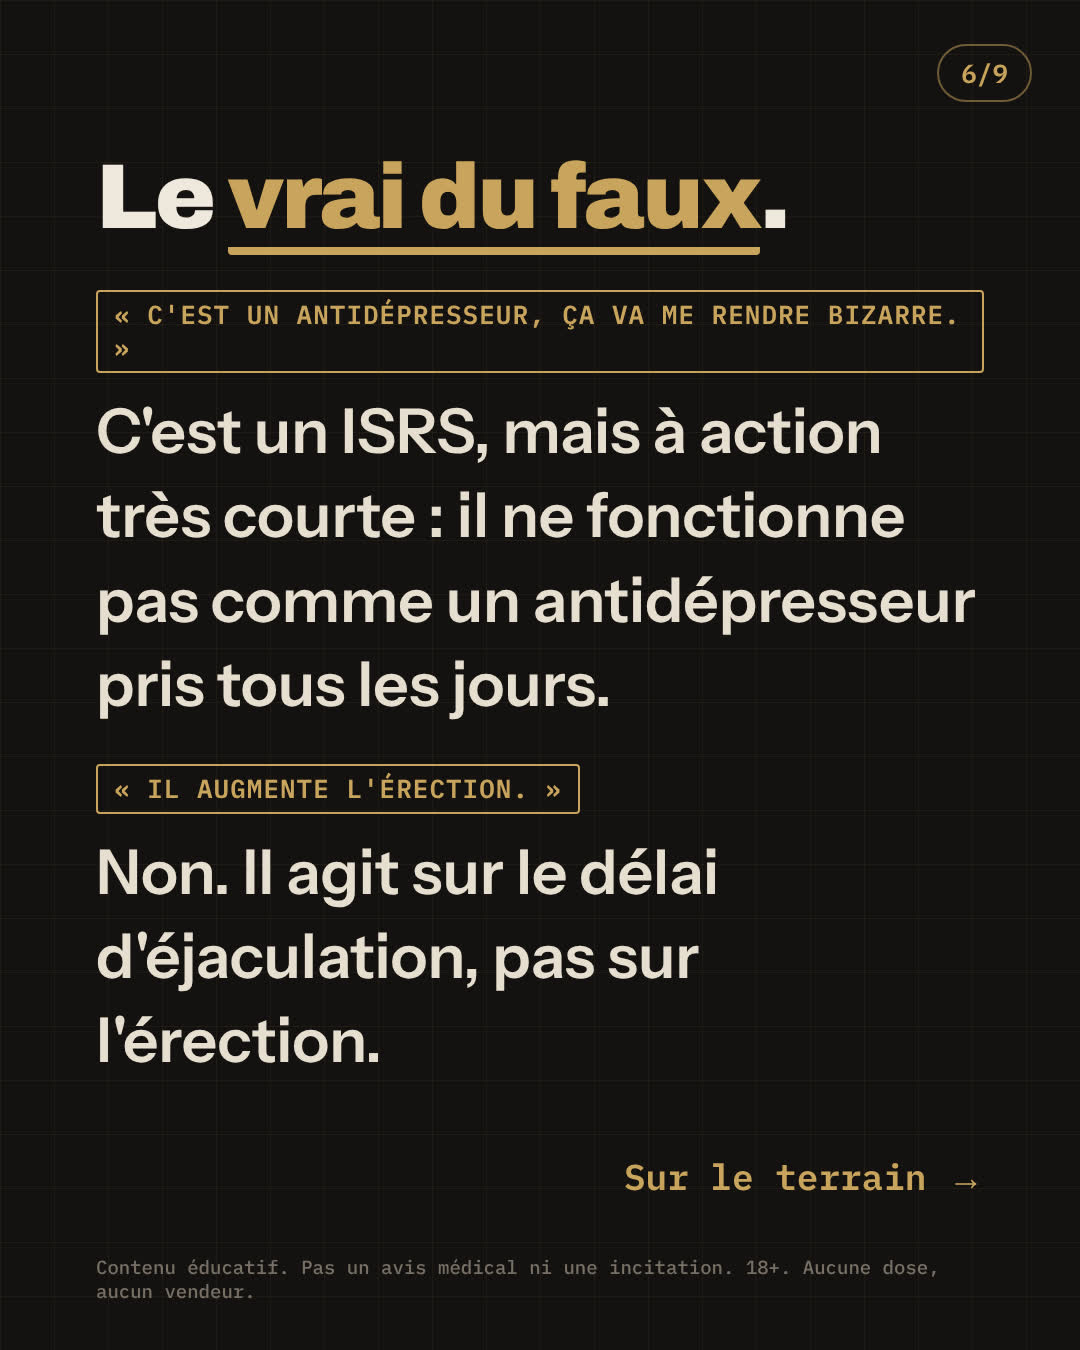 6/9
Le vrai du faux.
« C'EST UN ANTIDÉPRESSEUR, ÇA VA ME RENDRE BIZARRE.
»
C'est un ISRS, mais à action
très courte : il ne fonctionne
pas comme un antidépresseur
pris tous les jours.
« IL AUGMENTE L'ÉRECTION. »
Non. Il agit sur le délai
d'éjaculation, pas sur
l'érection.
Sur le terrain →
Contenu éducatif. Pas un avis médical ni une incitation. 18+. Aucune dose,
aucun vendeur.